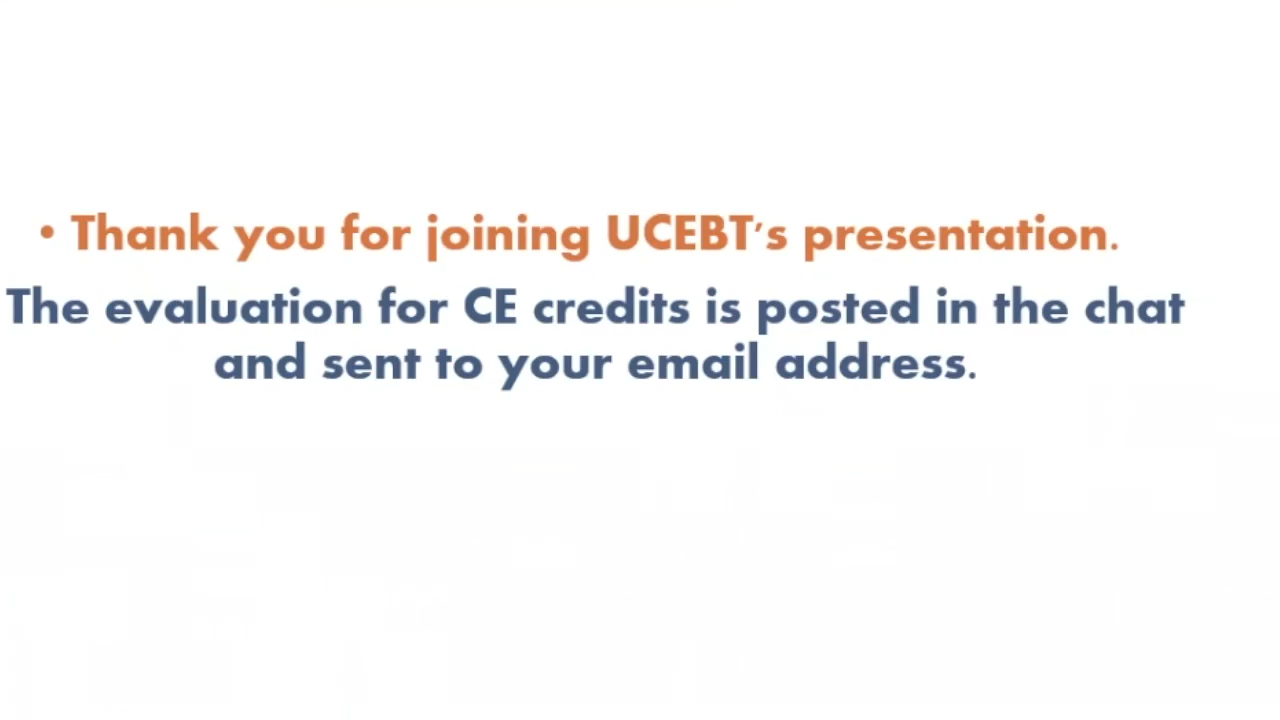 • Thank you for joining UCEBT's presentation.
The evaluation for CE credits is posted in the chat
and sent to your email address.